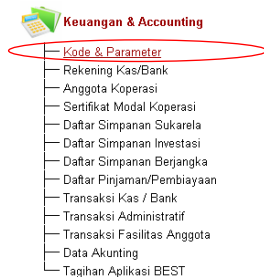 Keuangan & Accounting
Kode & Parameter
Rekening Kas/Bank
Anggota Koperasi
Sertifikat Modal Koperasi
Daftar Simpanan Sukarela
Daftar Simpanan Investasi
Daftar Simpanan Berjangka
Daftar Pinjaman/Pembiayaan
Transaksi Kas / Bank
Transaksi Administratif
Transaksi Fasilitas Anggota
Data Akunting
Tagihan Aplikasi BEST